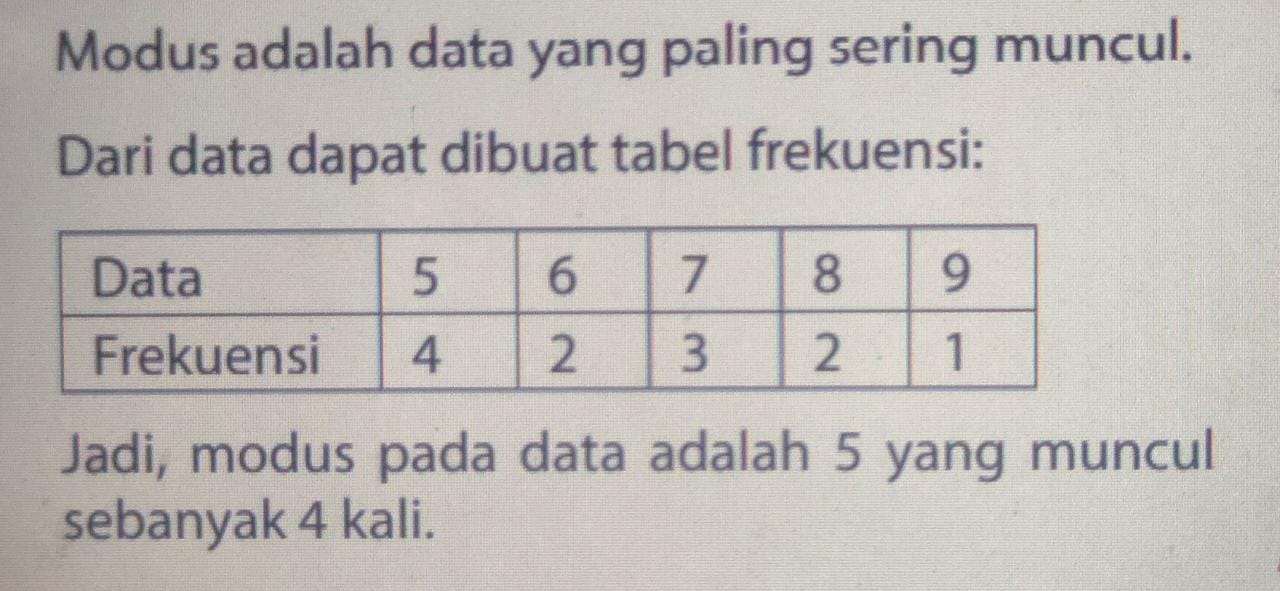 Modus adalah data yang paling sering muncul.
Dari data dapat dibuat tabel frekuensi:
Data 5 6 7 8 9
Frekuensi 4 2 3 2 1
Jadi, modus pada data adalah 5 yang muncul
sebanyak 4 kali.